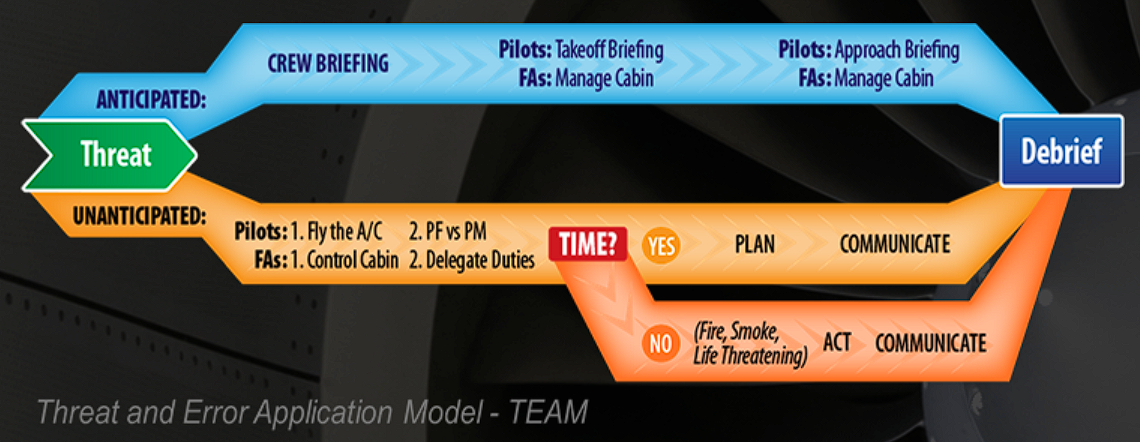 CREW BRIEFING
Pilots: Takeoff Briefing
FAs: Manage Cabin
Pilots: Approach Briefing
FAs: Manage Cabin
ANTICIPATED:
Threat
Debrief
UNANTICIPATED:
Pilots: 1. Fly the A/C 2. PF vs PM
FAs: 1. Control Cabin 2. Delegate Duties
TIME?
YES
PLAN
COMMUNICATE
NO
(Fire, Smoke,
Life Threatening)
ACT
COMMUNICATE
Threat and Error Application Model - TEAM